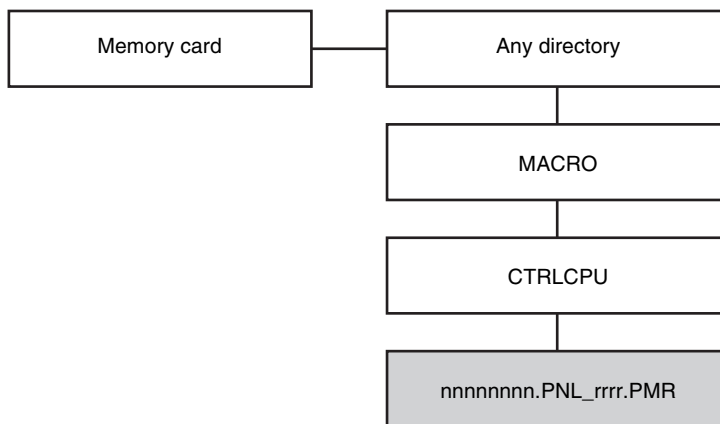 Memory card
Any directory
MACRO
CTRLCPU
nnnnnnnn.PNL_rrrr.PMR